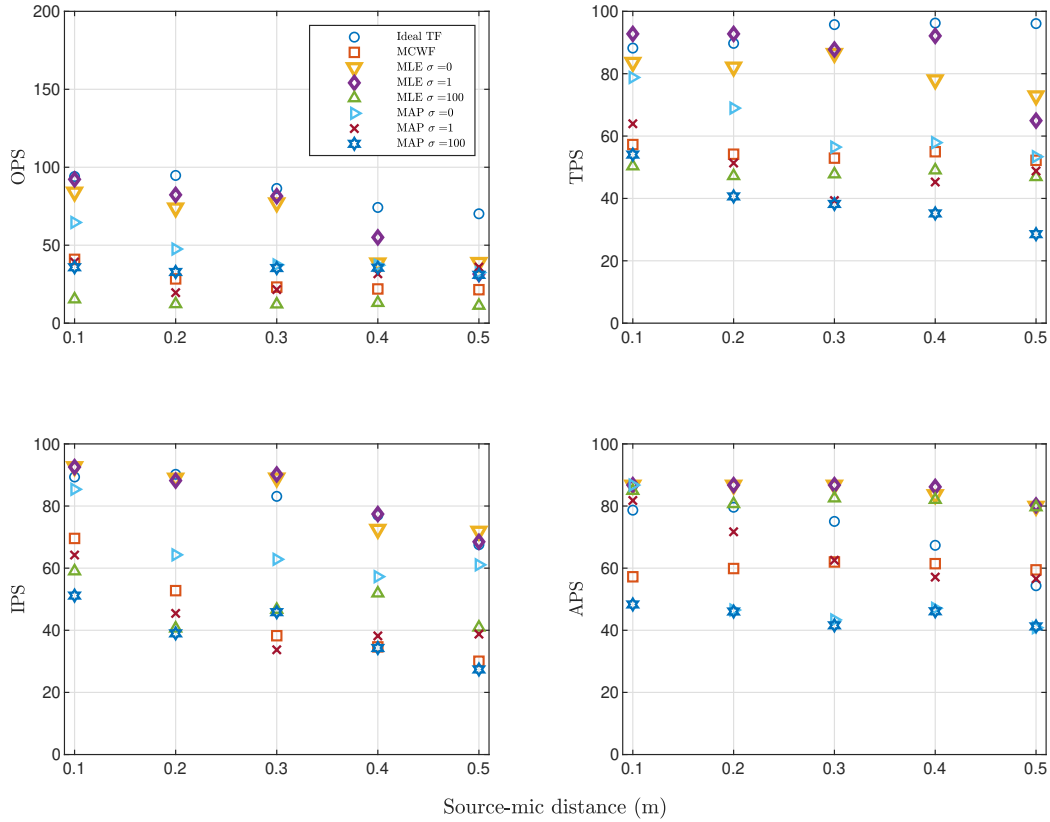 200
150
100
50
0
OPS
0.1 0.2 0.3 0.4 0.5
Ideal TF
MCWF
MLE σ =0
MLE σ =1
MLE σ =100
MAP σ =0
MAP σ =1
MAP σ =100
100
80
60
40
20
0
TPS
0.1 0.2 0.3 0.4 0.5
100
80
60
40
20
0
IPS
0.1 0.2 0.3 0.4 0.5
100
80
60
40
20
0
APS
0.1 0.2 0.3 0.4 0.5
Source-mic distance (m)